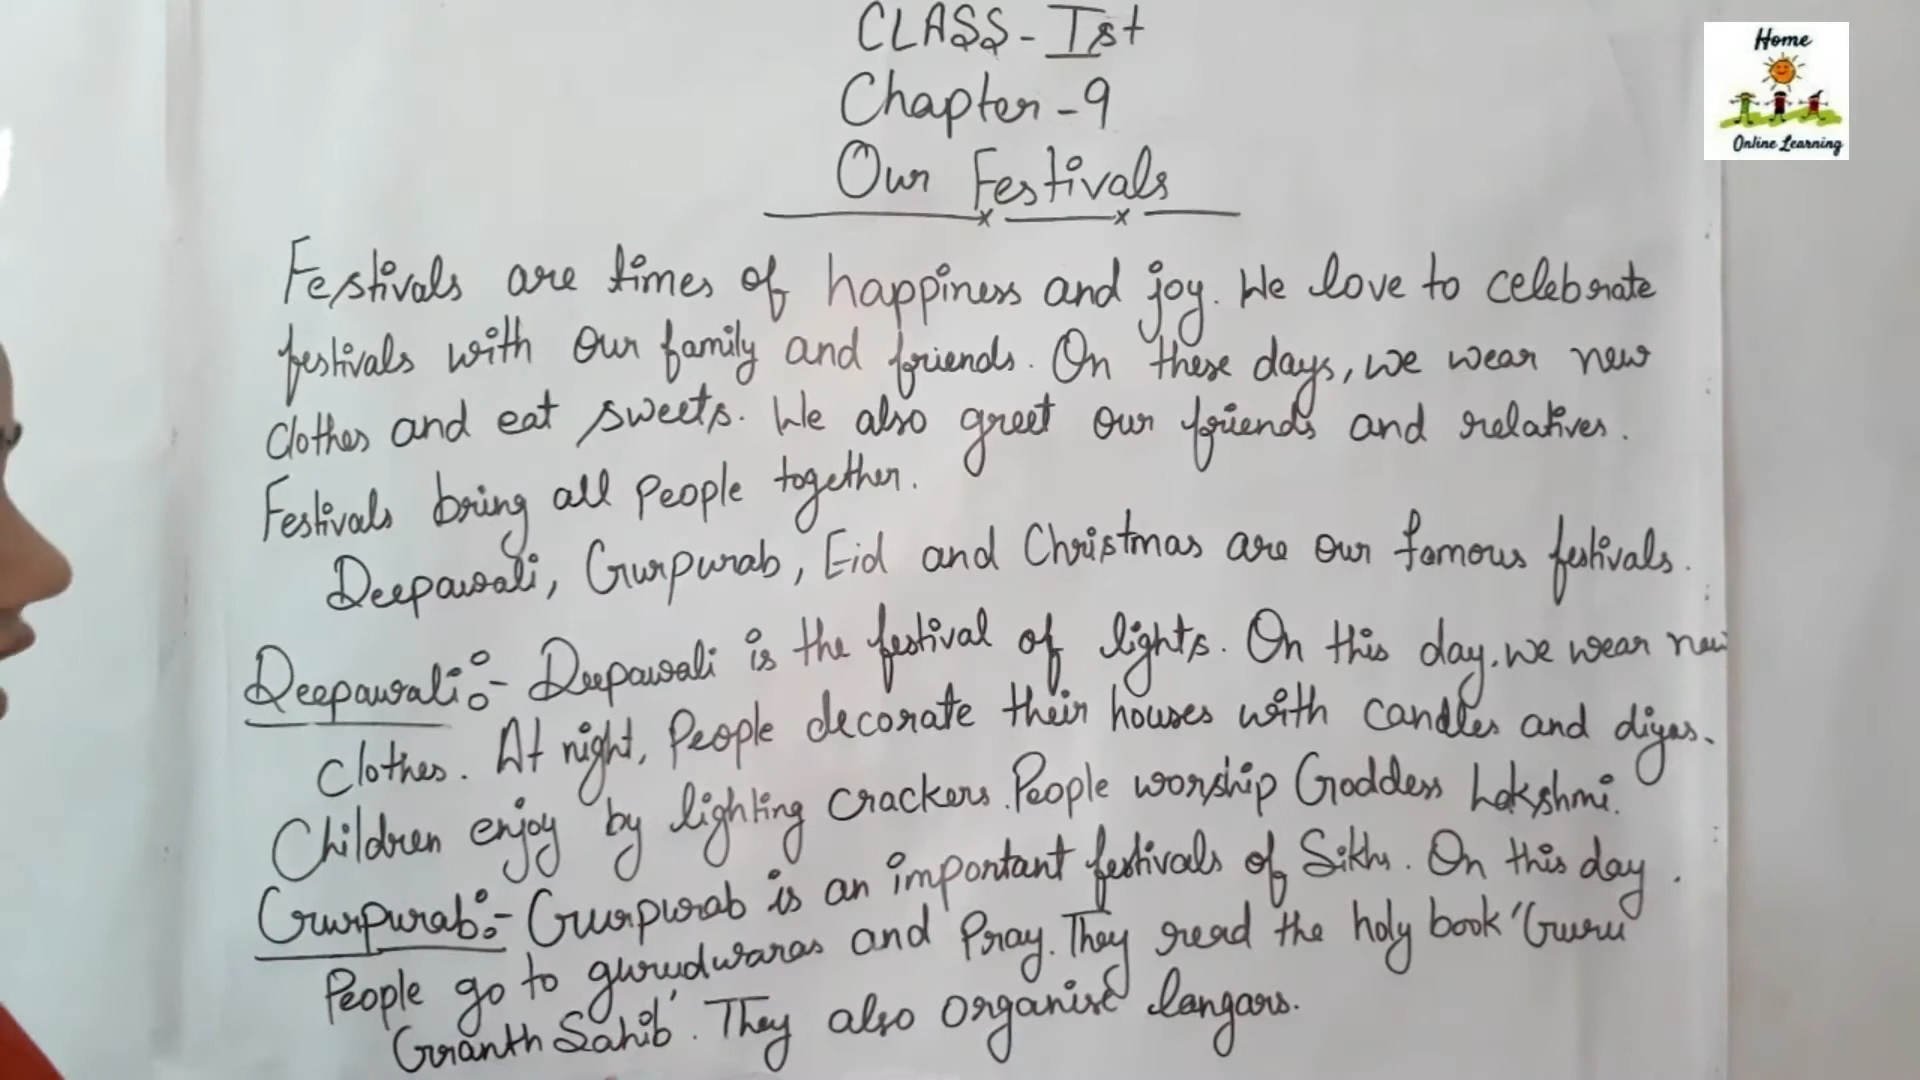 CLASS - Ist
Chapter - 9
Our Festivals
Home
Online Learning
Festivals are times of happiness and joy. We love to celebrate
festivals with our family and friends. On these days, we wear new
clothes and eat sweets. We also greet our friends and relatives.
Festivals bring all People together.
Deepawali, Gurpurab, Eid and Christmas are our famous festivals.
Deepawali:- Deepawali is the festival of lights. On this day, we wear new
clothes. At night, People decorate their houses with candles and diyas.
Children enjoy by lighting crackers. People worship Goddess Lakshmi.
Gurpurab:- Gurpurab is an important festivals of Sikhs. On this day
People go to gurudwaras and Pray. They read the holy book 'Guru
Granth Sahib'. They also organise langars.